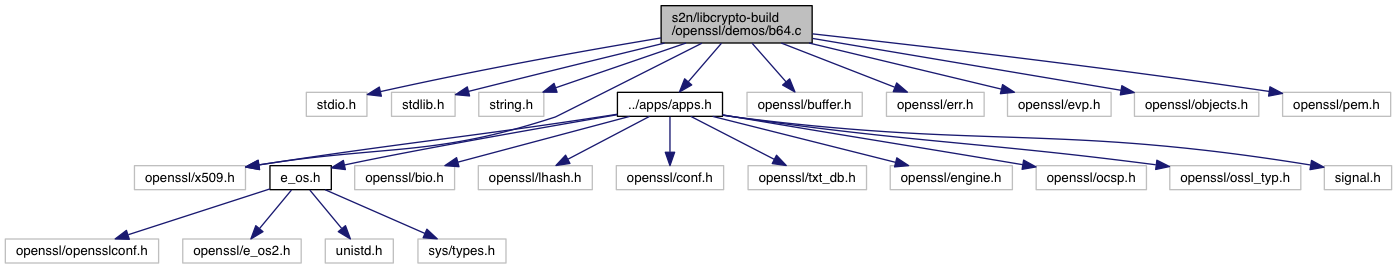 s2n/libcrypto-build
/openssl/demos/b64.c
stdio.h
stdlib.h
string.h
../apps/apps.h
openssl/buffer.h
openssl/err.h
openssl/evp.h
openssl/objects.h
openssl/pem.h
openssl/x509.h
e_os.h
openssl/bio.h
openssl/lhash.h
openssl/conf.h
openssl/txt_db.h
openssl/engine.h
openssl/ocsp.h
openssl/ossl_typ.h
signal.h
openssl/opensslconf.h
openssl/e_os2.h
unistd.h
sys/types.h